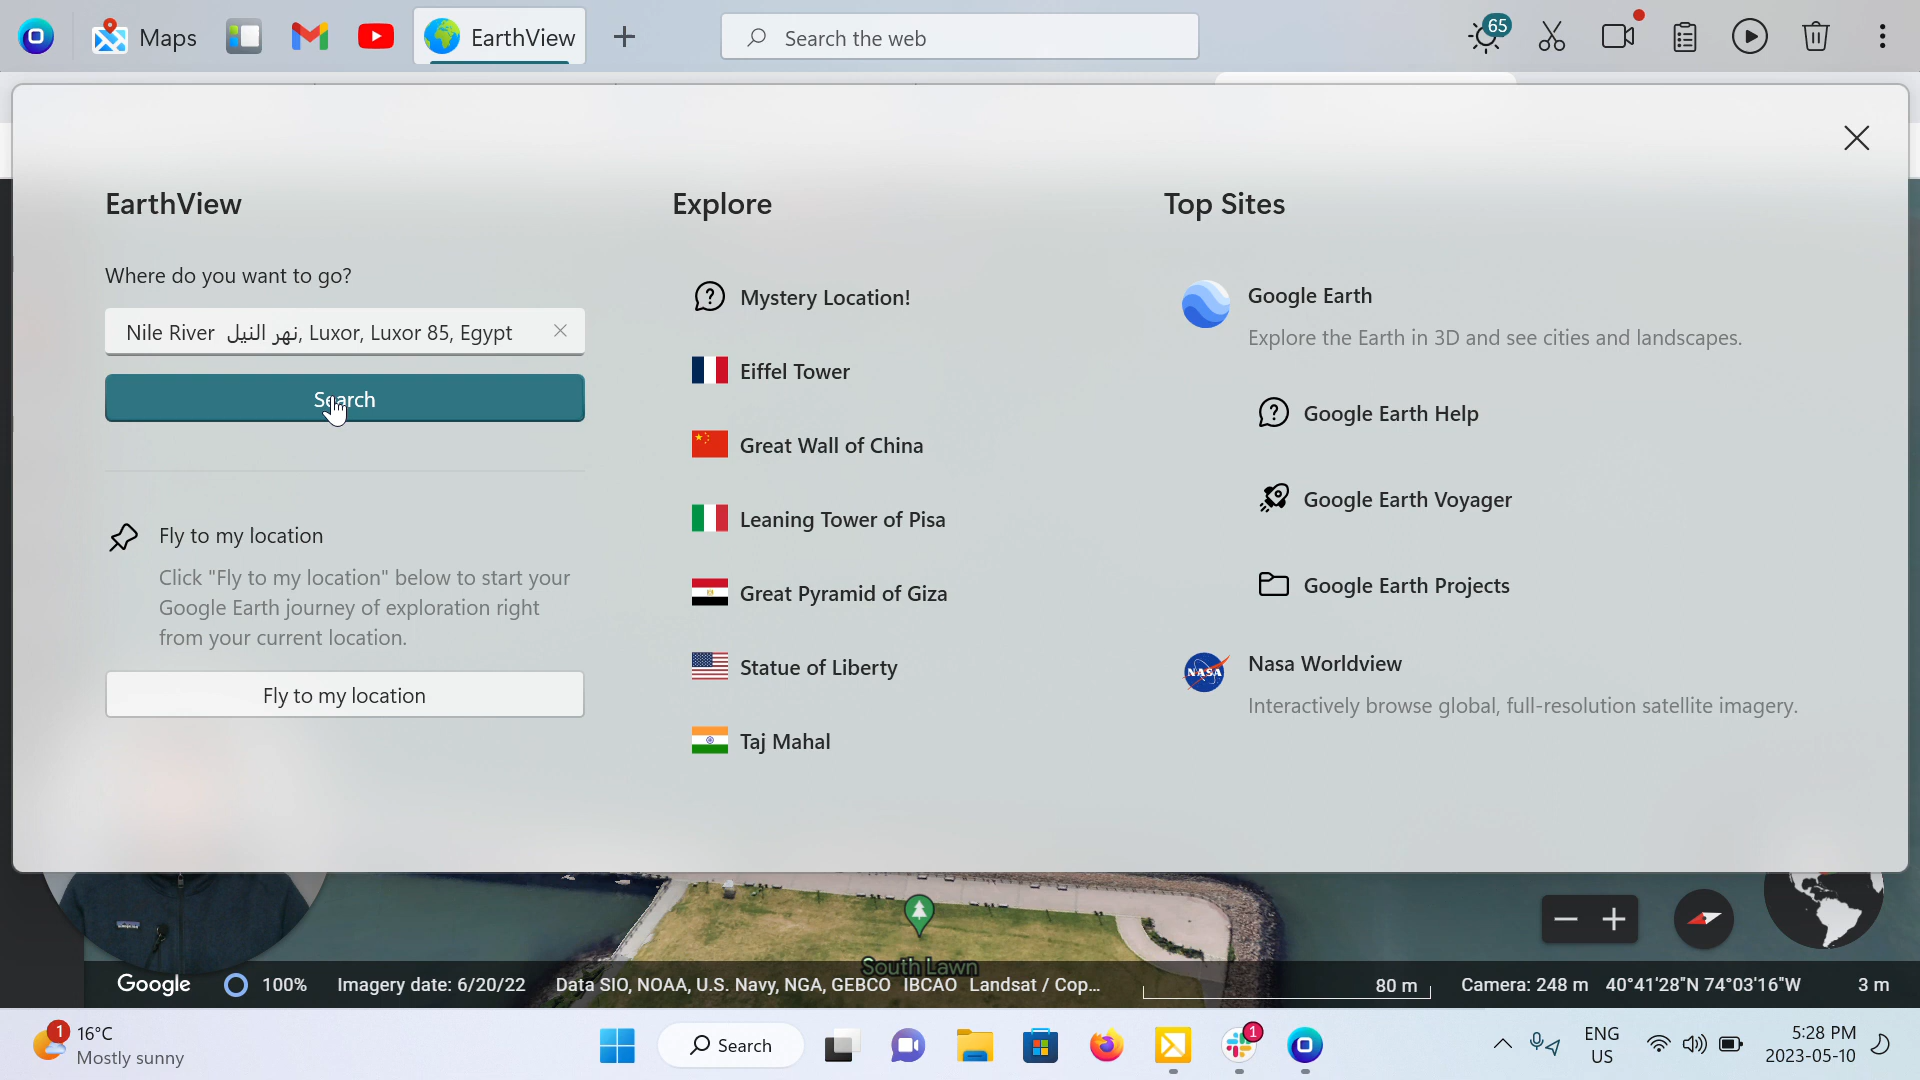 Maps
EarthView
Search the web
65
EarthView
Explore
Top Sites
Where do you want to go?
Nile River نهر النيل, Luxor, Luxor 85, Egypt
Search
Fly to my location
Click "Fly to my location" below to start your
Google Earth journey of exploration right
from your current location.
Fly to my location
Mystery Location!
Eiffel Tower
Great Wall of China
Leaning Tower of Pisa
Great Pyramid of Giza
Statue of Liberty
Taj Mahal
Google Earth
Explore the Earth in 3D and see cities and landscapes.
Google Earth Help
Google Earth Voyager
Google Earth Projects
NASA
Nasa Worldview
Interactively browse global, full-resolution satellite imagery.
South Lawn
Google
100%
Imagery date: 6/20/22
Data SIO, NOAA, U.S. Navy, NGA, GEBCO IBCAO Landsat / Cop...
80 m
Camera: 248 m 40°41'28"N 74°03'16"W
3 m
1
16°C
Mostly sunny
Search
1
ENG
US
5:28 PM
2023-05-10